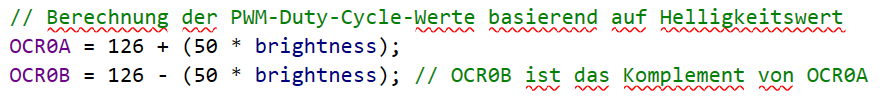 // Berechnung der PWM-Duty-Cycle-Werte basierend auf Helligkeitswert
OCR0A = 126 + (50 * brightness);
OCR0B = 126 - (50 * brightness); // OCR0B ist das Komplement von OCR0A